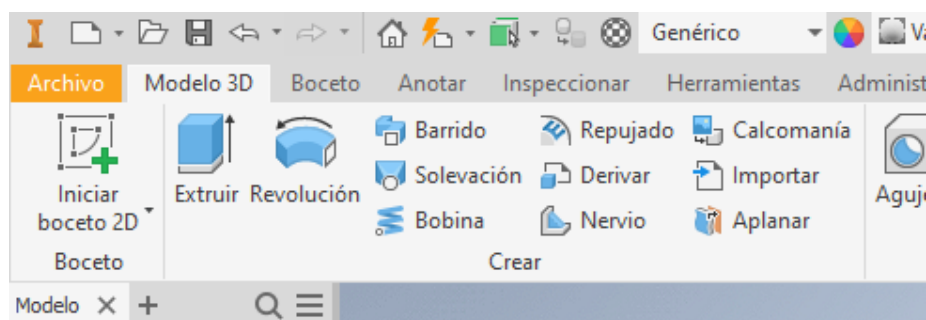 Genérico
Archivo Modelo 3D Boceto Anotar Inspeccionar Herramientas
Barrido Repujado Calcomanía
Extruir Revolución Solevación Derivar Importar
Iniciar boceto 2D Bobina Nervio Aplanar
Boceto Crear
Modelo